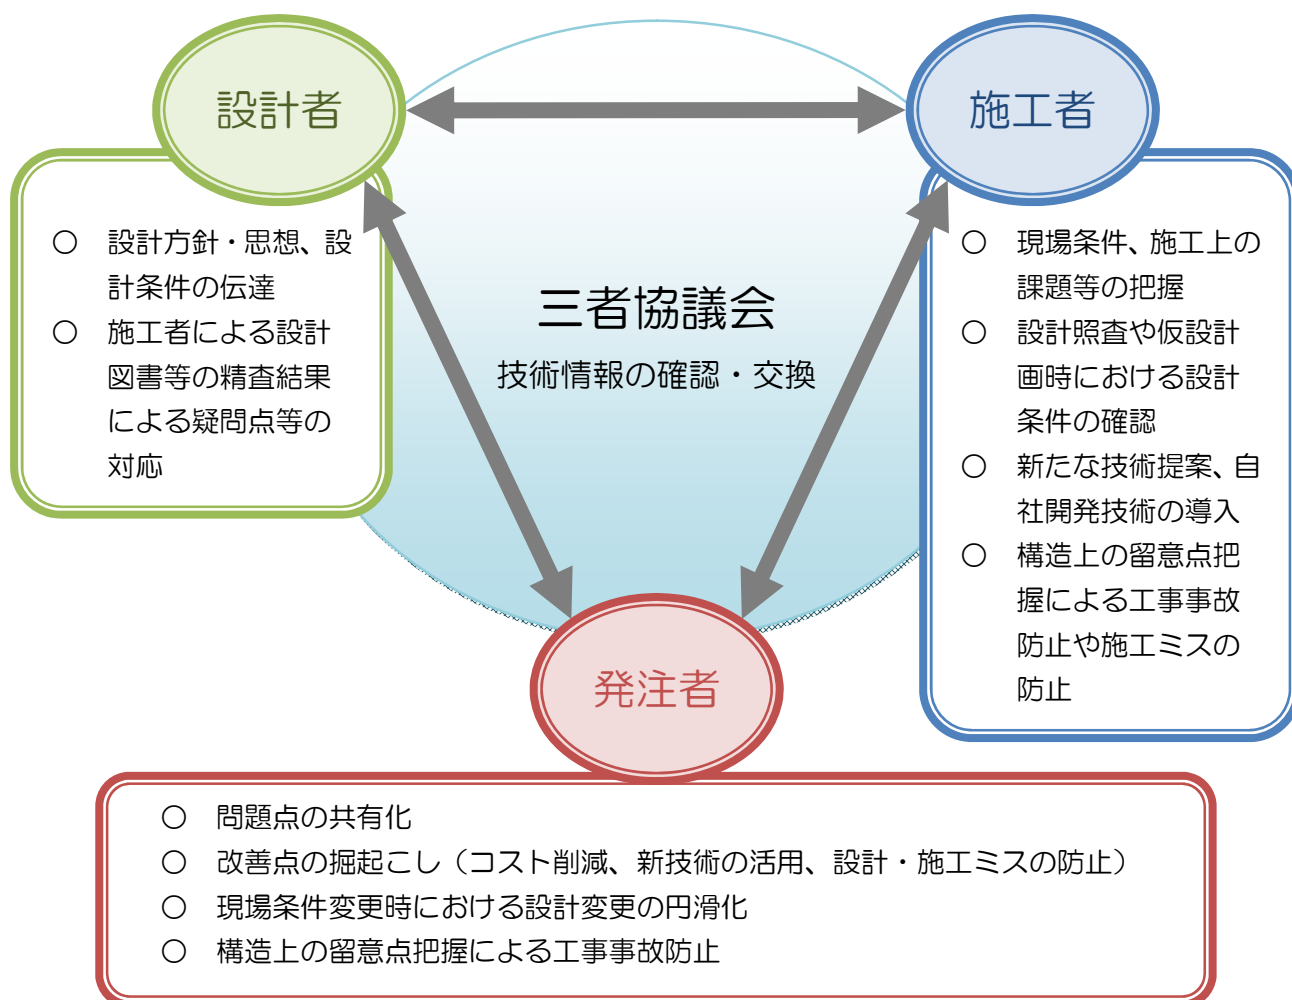 設計者
施工者
○ 設計方針・思想、設
計条件の伝達
○ 施工者による設計
図書等の精査結果
による疑問点等の
対応
三者協議会
技術情報の確認・交換
○ 現場条件、施工上の
課題等の把握
○ 設計照査や仮設計
画時における設計
条件の確認
○ 新たな技術提案、自
社開発技術の導入
○ 構造上の留意点把
握による工事事故
防止や施工ミスの
防止
発注者
○ 問題点の共有化
○ 改善点の掘起こし（コスト削減、新技術の活用、設計・施工ミスの防止）
○ 現場条件変更時における設計変更の円滑化
○ 構造上の留意点把握による工事事故防止